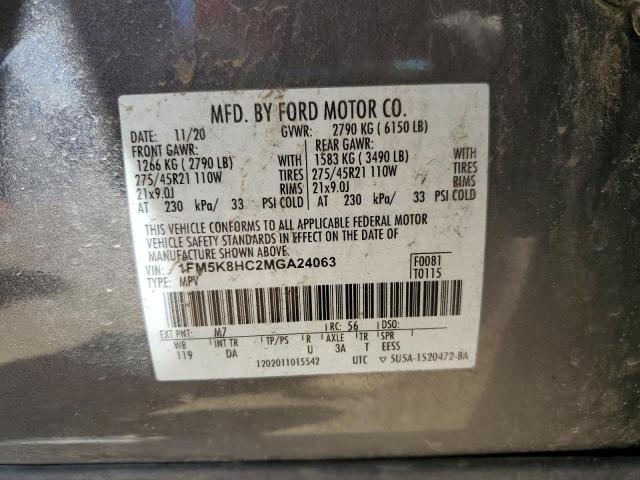 MFD. BY FORD MOTOR CO.
DATE: 11/20 GVWR: 2790 KG ( 6150 LB)
FRONT GAWR: REAR GAWR:
1266 KG ( 2790 LB) WITH 1583 KG ( 3490 LB) WITH
275/45R21 110W TIRES 275/45R21 110W TIRES
21x9.0J RIMS 21x9.0J RIMS
AT 230 kPa/ 33 PSI COLD AT 230 kPa/ 33 PSI COLD
THIS VEHICLE CONFORMS TO ALL APPLICABLE FEDERAL MOTOR
VEHICLE SAFETY AND THEFT PREVENTION STANDARDS IN EFFECT ON THE DATE OF
MANUFACTURE SHOWN ABOVE.
VIN: 1FM5K8HC2MGA24063 F0081
TYPE: MPV T0115
EXT PNT: M7 RC: 56 DSO:
WB INT TR TP/PS R AXLE TR SPR
119 DA U 3A T EESS
1202011015542 UTC ▽ 5U5A-1520472-BA